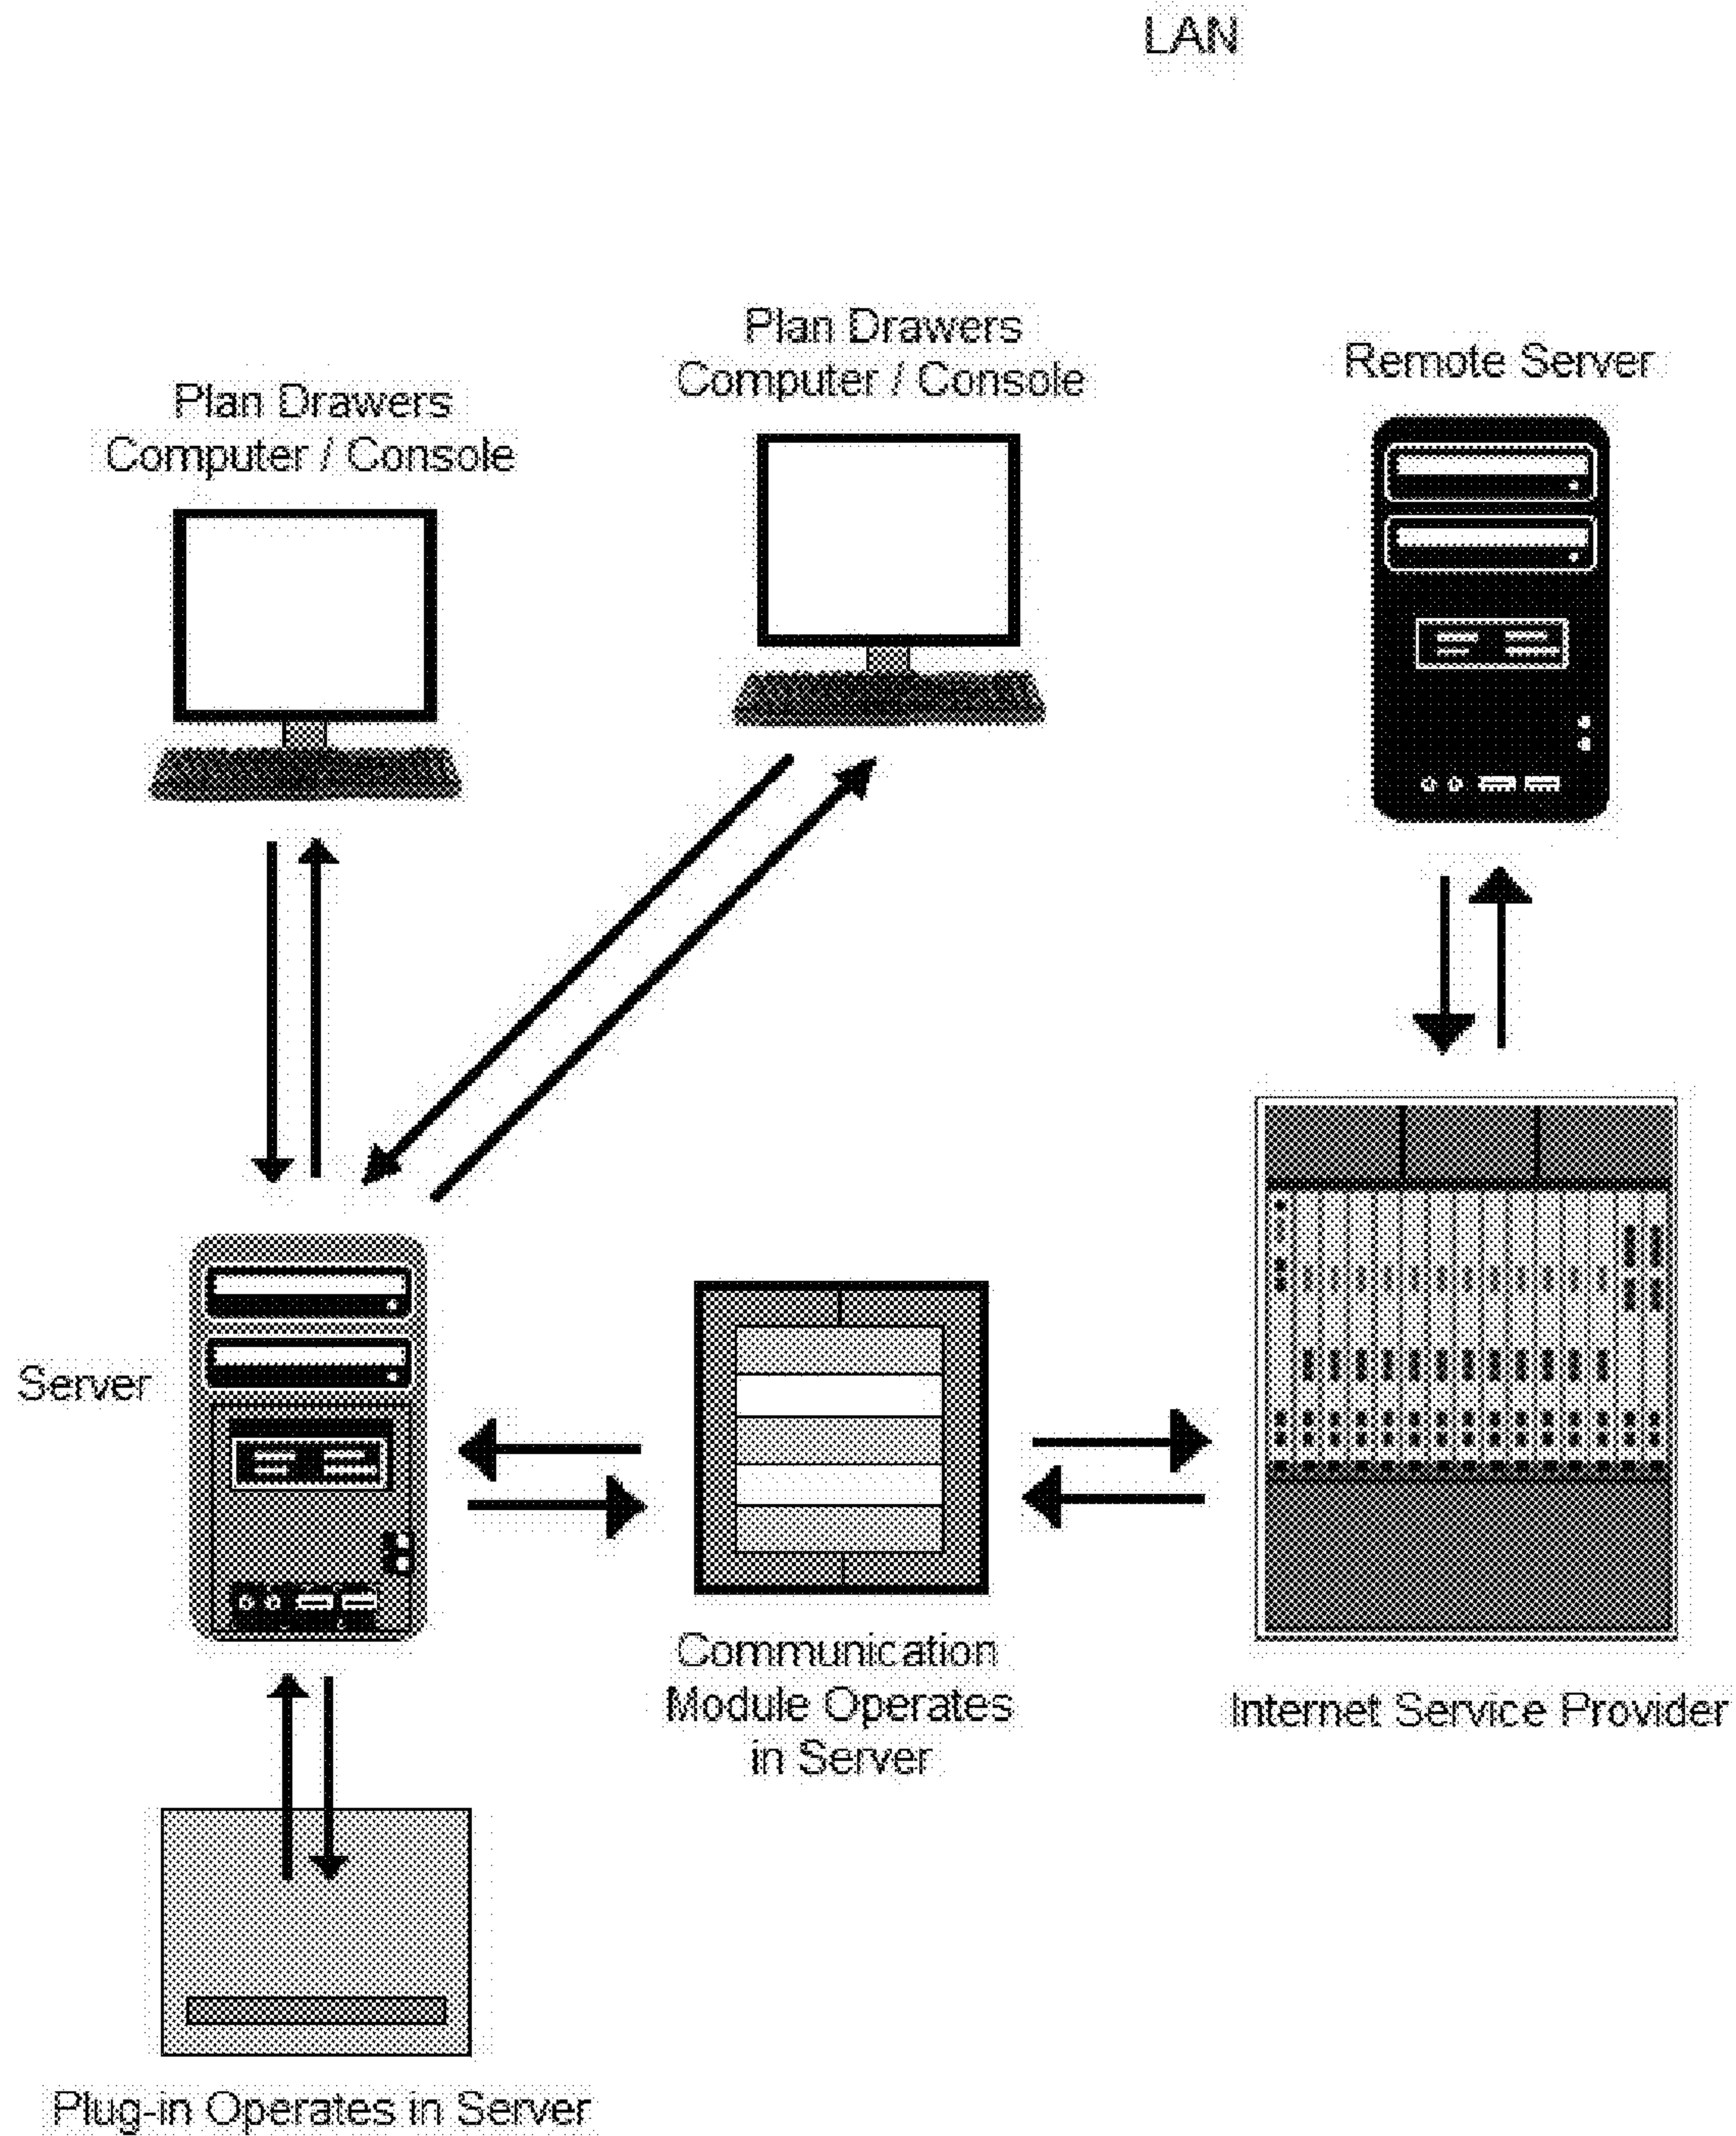 LAN
Plan Drawers
Computer / Console
Plan Drawers
Computer / Console
Remote Server
Server
Communication
Module Operates
in Server
Internet Service Provider
Plug-in Operates in Server